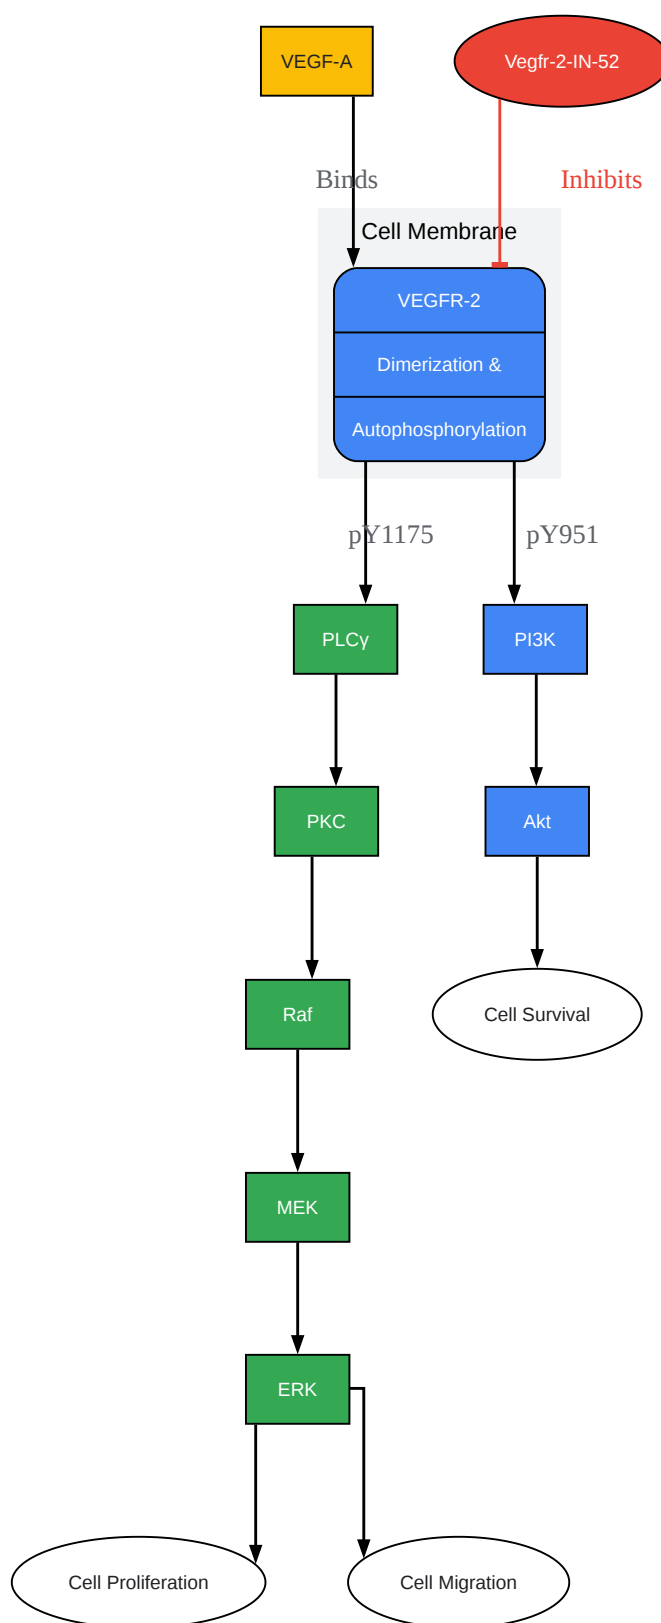 VEGF-A
Vegfr-2-IN-52
Binds
Inhibits
Cell Membrane
VEGFR-2
Dimerization &
Autophosphorylation
pY1175
pY951
PLCγ
PI3K
PKC
Akt
Raf
Cell Survival
MEK
ERK
Cell Proliferation
Cell Migration